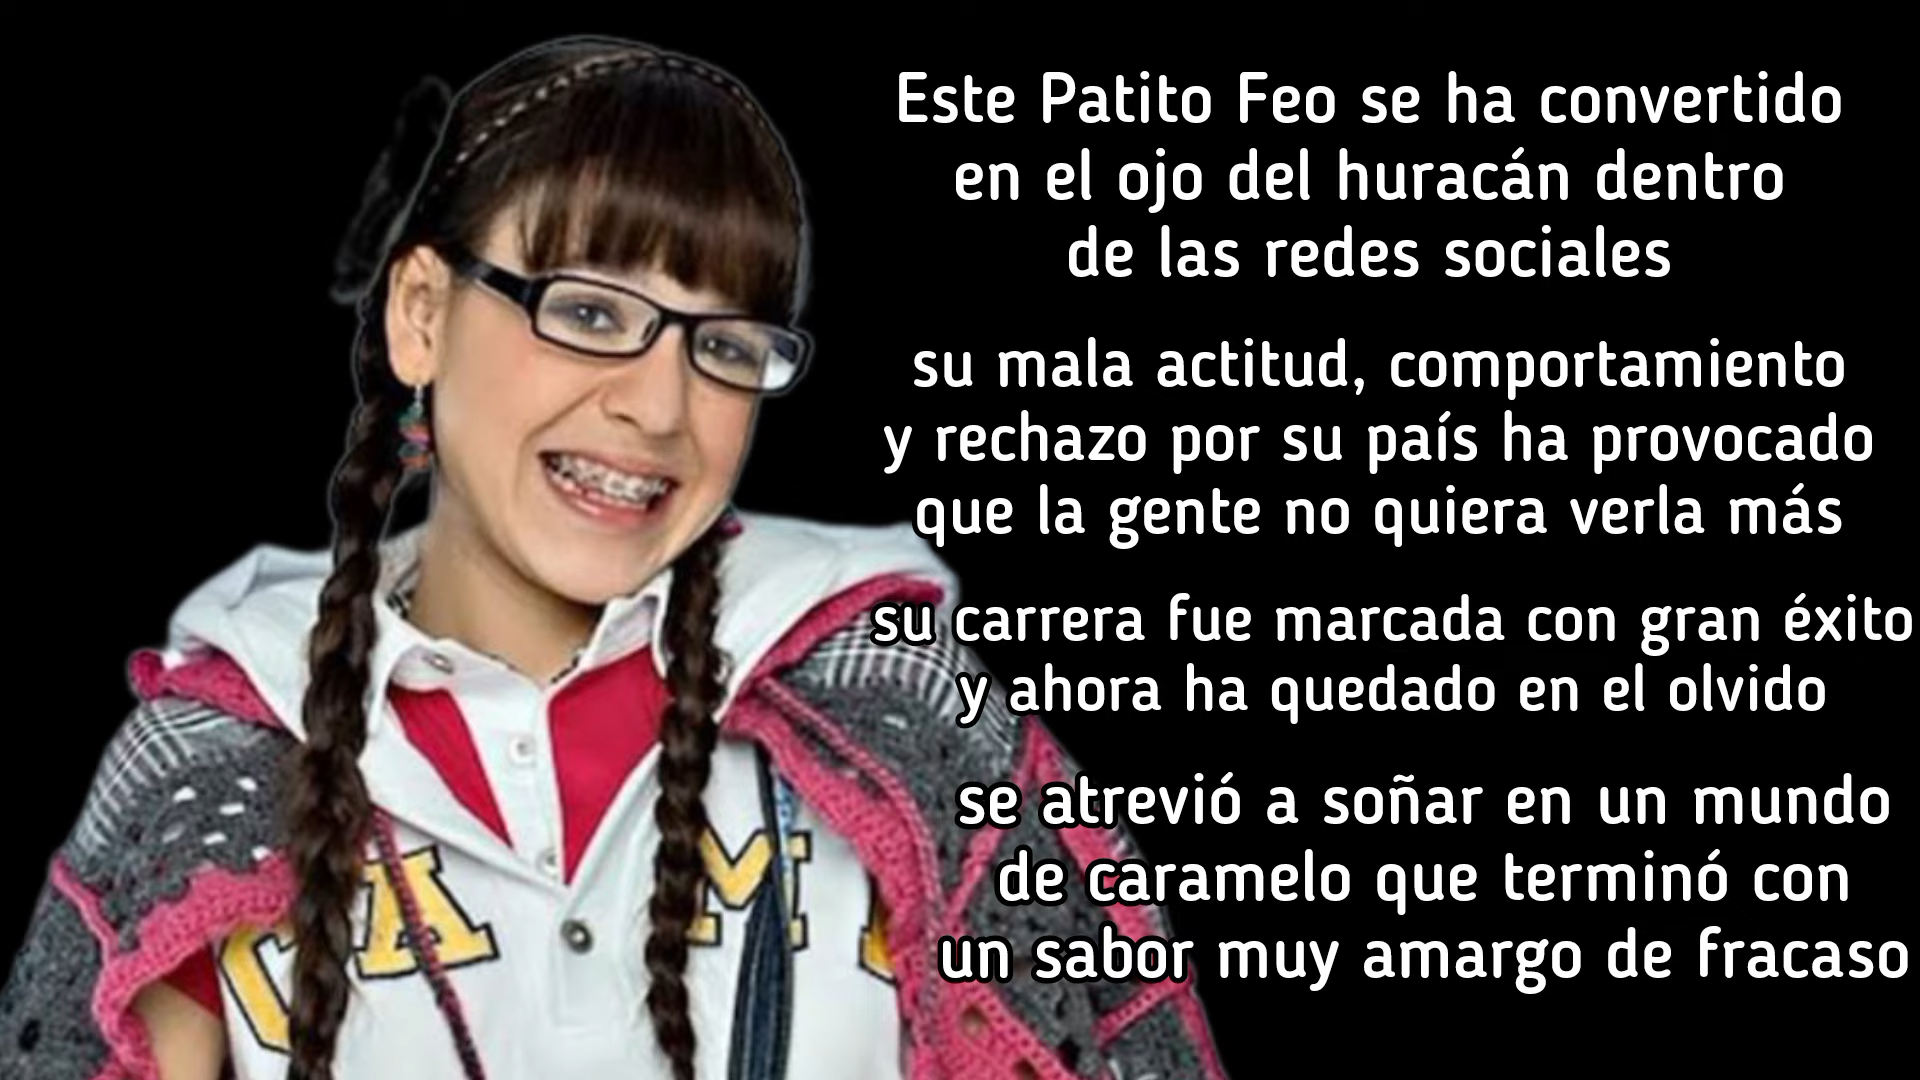 Este Patito Feo se ha convertido
en el ojo del huracán dentro
de las redes sociales
su mala actitud, comportamiento
y rechazo por su país ha provocado
que la gente no quiera verla más
su carrera fue marcada con gran éxito
y ahora ha quedado en el olvido
se atrevió a soñar en un mundo
de caramelo que terminó con
un sabor muy amargo de fracaso